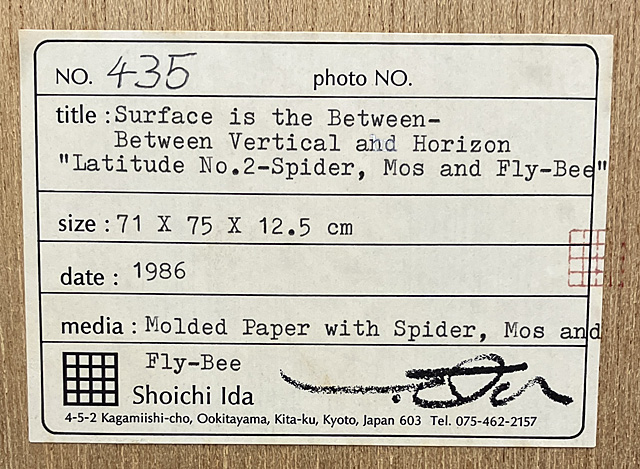 NO. 435 photo NO.
title : Surface is the Between-
Between Vertical and Horizon
"Latitude No.2-Spider, Mos and Fly-Bee"
size : 71 X 75 X 12.5 cm
date : 1986
media : Molded Paper with Spider, Mos and
Fly-Bee
Shoichi Ida
4-5-2 Kagamiishi-cho, Ookitayama, Kita-ku, Kyoto, Japan 603 Tel. 075-462-2157